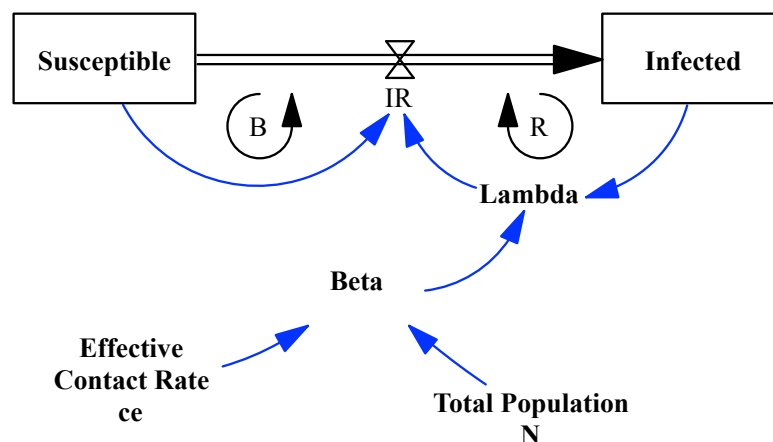 Susceptible
Infected
IR
B
R
Lambda
Beta
Effective
Contact Rate
ce
Total Population
N